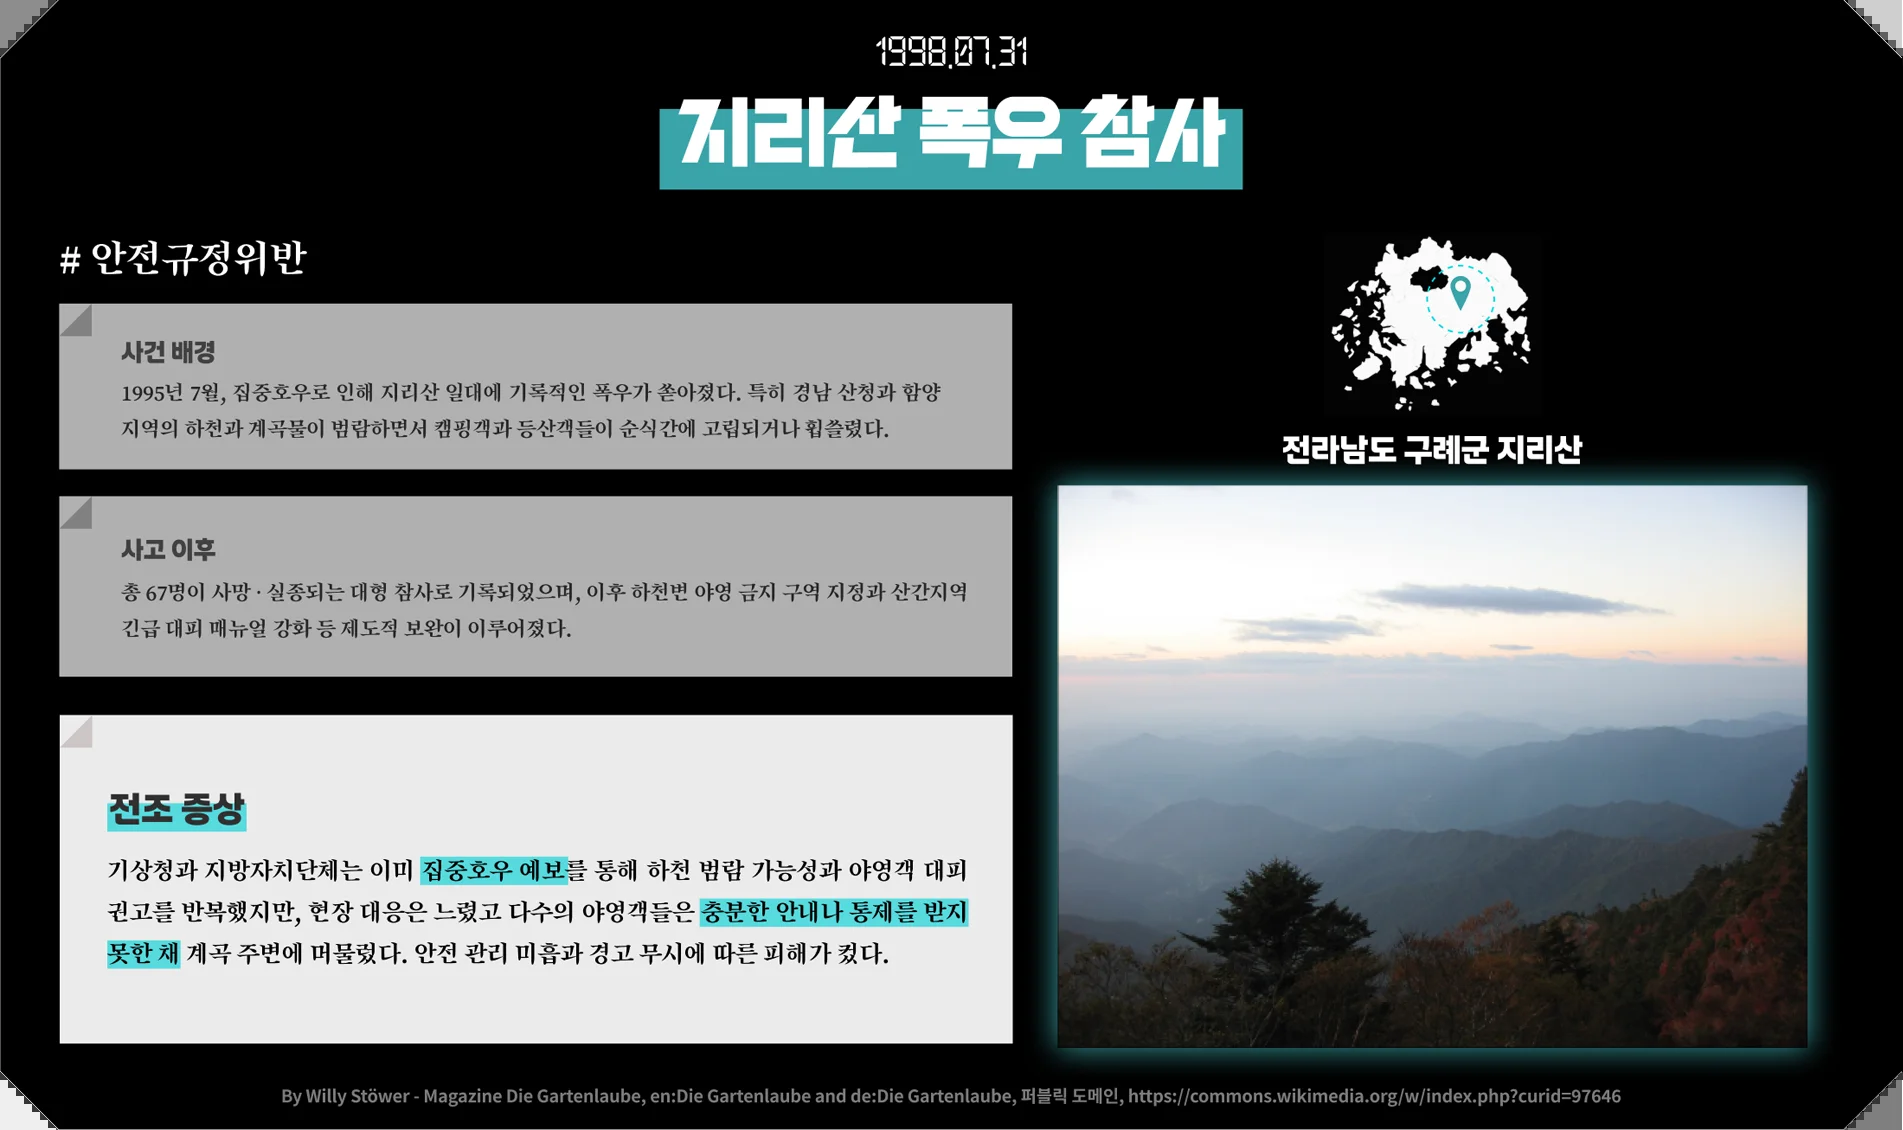 1998.07.31
지리산 폭우 참사
# 안전규정위반
사건 배경
1995년 7월, 집중호우로 인해 지리산 일대에 기록적인 폭우가 쏟아졌다. 특히 경남 산청과 함양
지역의 하천과 계곡물이 범람하면서 캠핑객과 등산객들이 순식간에 고립되거나 휩쓸렸다.
사고 이후
총 67명이 사망 · 실종되는 대형 참사로 기록되었으며, 이후 하천변 야영 금지 구역 지정과 산간지역
긴급 대피 매뉴얼 강화 등 제도적 보완이 이루어졌다.
전조 증상
기상청과 지방자치단체는 이미 집중호우 예보를 통해 하천 범람 가능성과 야영객 대피
권고를 반복했지만, 현장 대응은 느렸고 다수의 야영객들은 충분한 안내나 통제를 받지
못한 채 계곡 주변에 머물렀다. 안전 관리 미흡과 경고 무시에 따른 피해가 컸다.
전라남도 구례군 지리산
By Willy Stöwer - Magazine Die Gartenlaube, en:Die Gartenlaube and de:Die Gartenlaube, 퍼블릭 도메인, https://commons.wikimedia.org/w/index.php?curid=97646